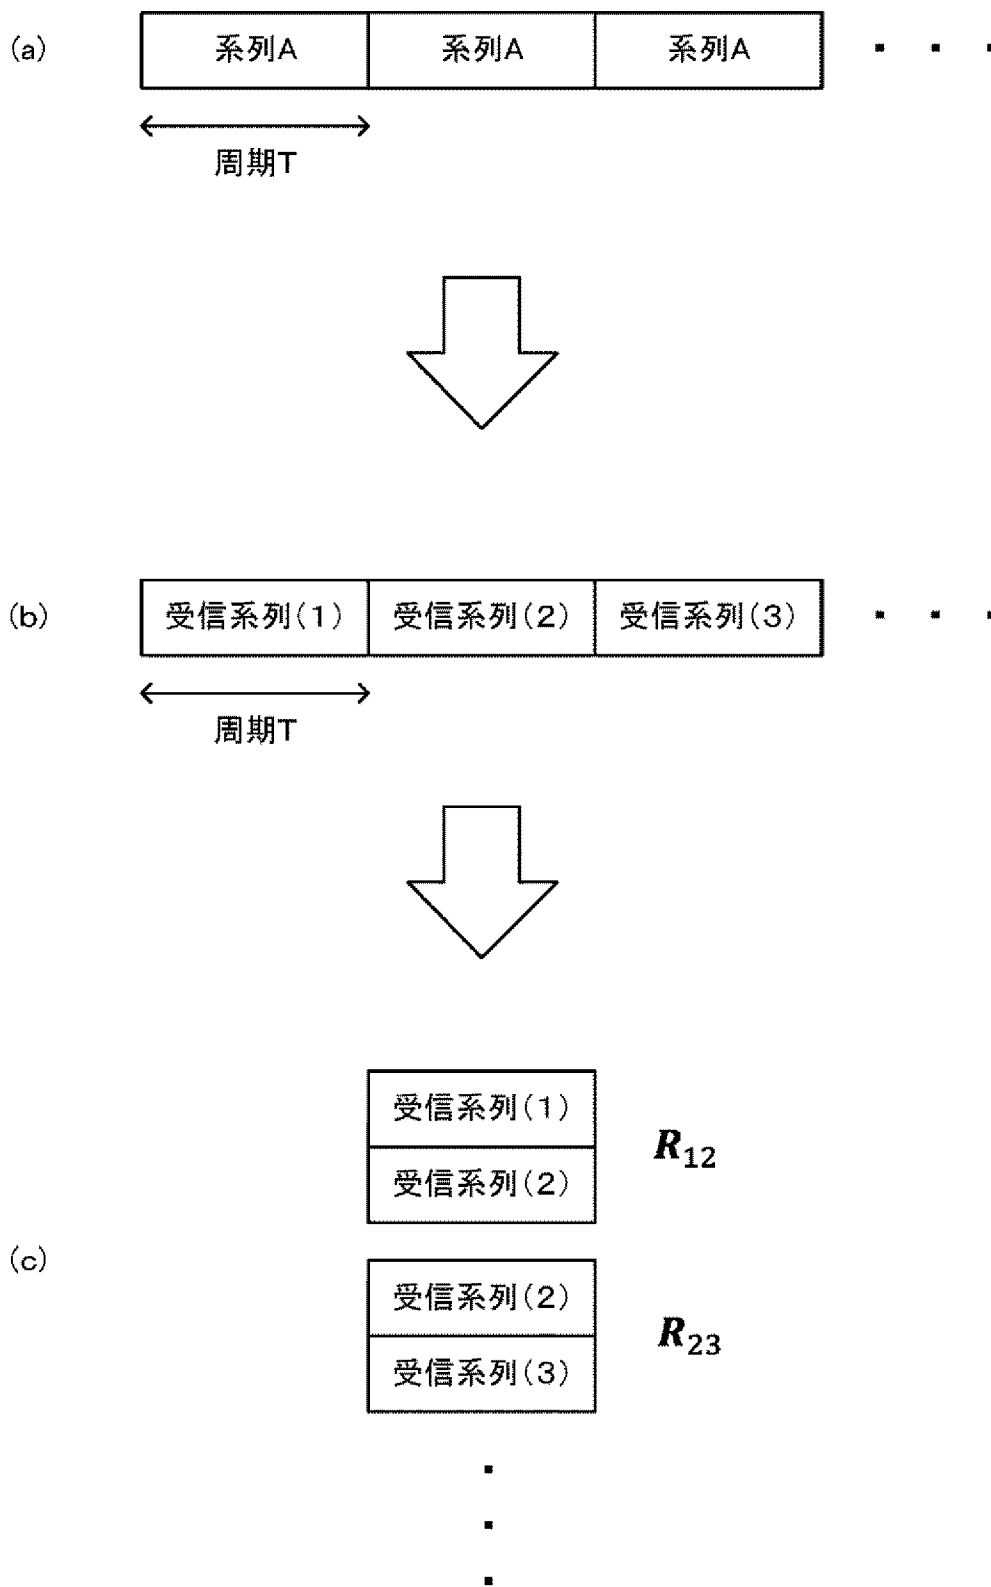 (a) 系列A 系列A 系列A ・ ・ ・
周期T
(b) 受信系列(1) 受信系列(2) 受信系列(3) ・ ・ ・
周期T
受信系列(1)
R₁₂
受信系列(2)
(c)
受信系列(2)
R₂₃
受信系列(3)
・
・
・